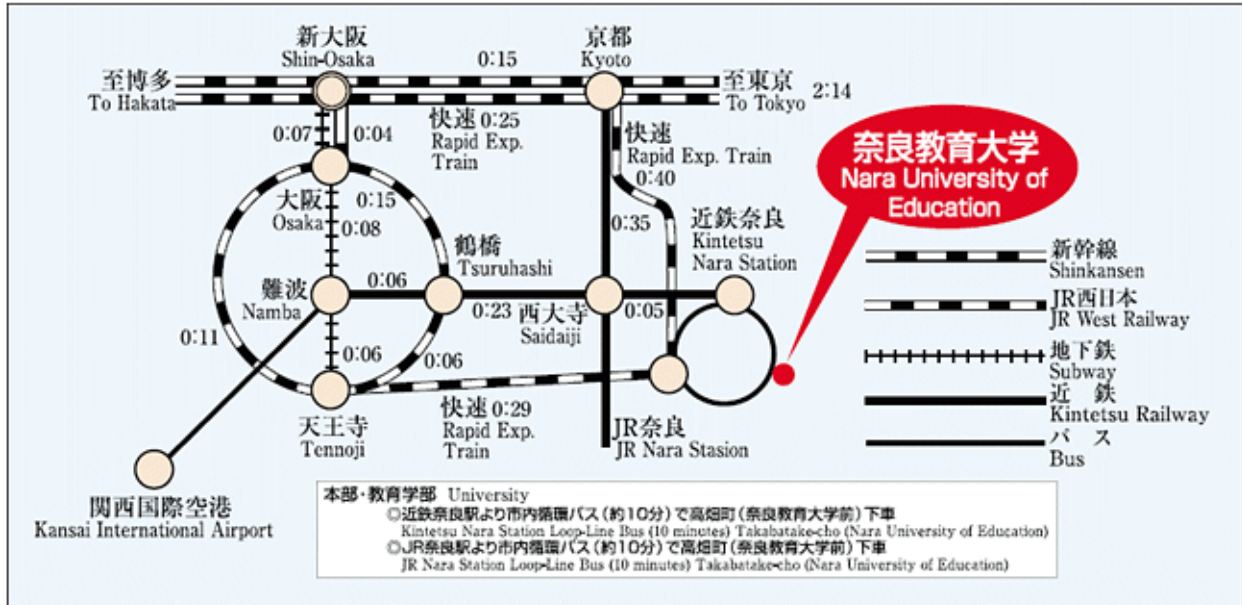 新大阪
Shin-Osaka
0:15
京都
Kyoto
至博多
To Hakata
至東京
To Tokyo
2:14
0:07
0:04
快速 0:25
Rapid Exp.
Train
快速
Rapid Exp. Train
0:40
奈良教育大学
Nara University of
Education
大阪
Osaka
0:15
0:08
0:35
近鉄奈良
Kintetsu
Nara Station
鶴橋
Tsuruhashi
新幹線
Shinkansen
難波
Namba
0:06
0:23
西大寺
Saidaiji
0:05
JR西日本
JR West Railway
0:11
0:06
0:06
地下鉄
Subway
近 鉄
Kintetsu Railway
天王寺
Tennoji
快速 0:29
Rapid Exp.
Train
JR奈良
JR Nara Stasion
バ ス
Bus
関西国際空港
Kansai International Airport
本部・教育学部 University
◎近鉄奈良駅より市内循環バス(約10分)で高畑町(奈良教育大学前)下車
Kintetsu Nara Station Loop-Line Bus (10 minutes) Takabatake-cho (Nara University of Education)
◎JR奈良駅より市内循環バス(約10分)で高畑町(奈良教育大学前)下車
JR Nara Station Loop-Line Bus (10 minutes) Takabatake-cho (Nara University of Education)